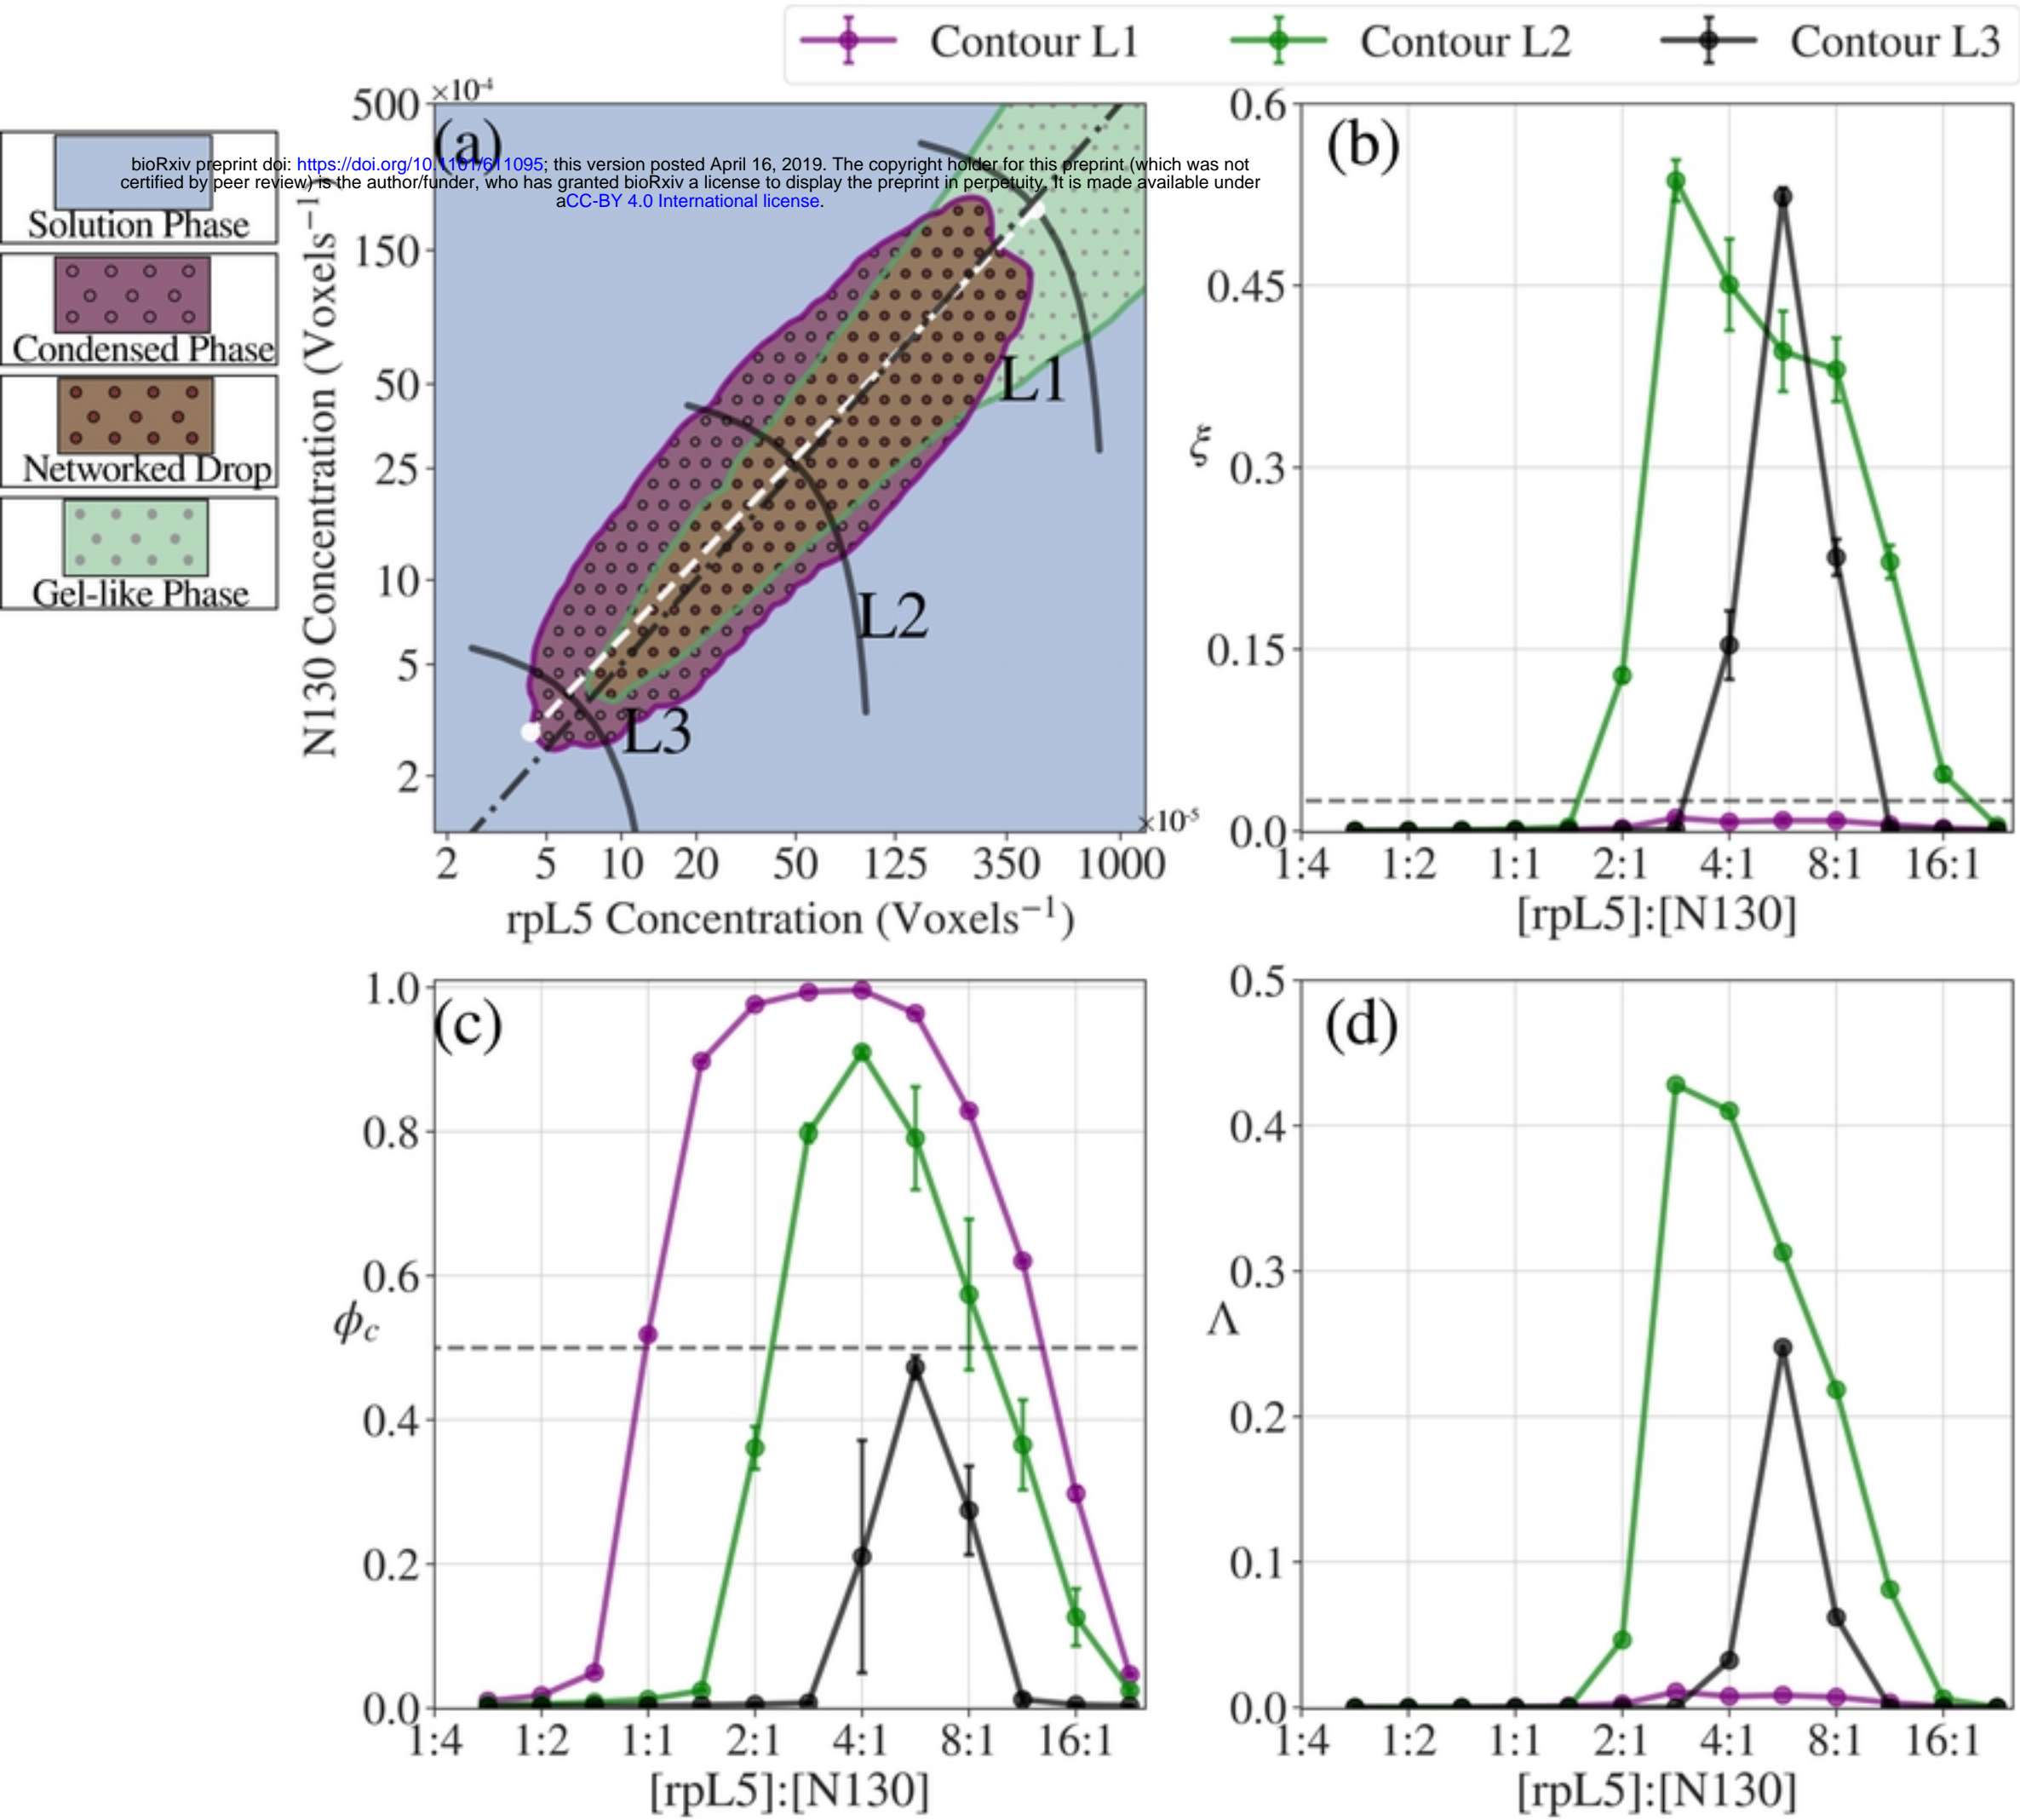 Contour L1 Contour L2 Contour L3
×10⁻⁴
(a)
bioRxiv preprint doi: https://doi.org/10.1101/611095; this version posted April 16, 2019. The copyright holder for this preprint (which was not
certified by peer review) is the author/funder, who has granted bioRxiv a license to display the preprint in perpetuity. It is made available under
aCC-BY 4.0 International license.
Solution Phase
Condensed Phase
Networked Drop
Gel-like Phase
N130 Concentration (Voxels⁻¹)
500
150
50
25
10
5
2
L1
L2
L3
×10⁻⁵
2 5 10 20 50 125 350 1000
rpL5 Concentration (Voxels⁻¹)
(b)
ξ
0.6
0.45
0.3
0.15
0.0
1:4 1:2 1:1 2:1 4:1 8:1 16:1
[rpL5]:[N130]
(c)
ϕc
1.0
0.8
0.6
0.4
0.2
0.0
1:4 1:2 1:1 2:1 4:1 8:1 16:1
[rpL5]:[N130]
(d)
Λ
0.5
0.4
0.3
0.2
0.1
0.0
1:4 1:2 1:1 2:1 4:1 8:1 16:1
[rpL5]:[N130]